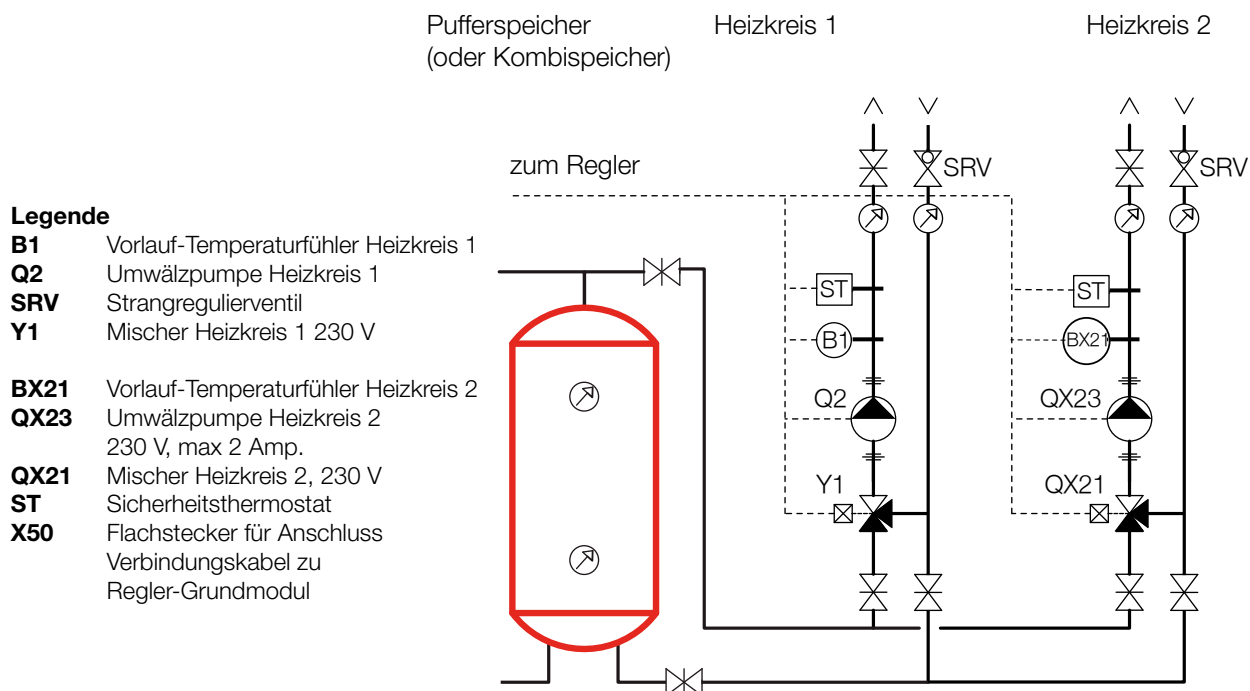 Pufferspeicher
(oder Kombispeicher)
Heizkreis 1
Heizkreis 2
zum Regler
SRV
SRV
Legende
B1 Vorlauf-Temperaturfühler Heizkreis 1
Q2 Umwälzpumpe Heizkreis 1
SRV Strangregulierventil
Y1 Mischer Heizkreis 1 230 V
BX21 Vorlauf-Temperaturfühler Heizkreis 2
QX23 Umwälzpumpe Heizkreis 2
230 V, max 2 Amp.
QX21 Mischer Heizkreis 2, 230 V
ST Sicherheitsthermostat
X50 Flachstecker für Anschluss
Verbindungskabel zu
Regler-Grundmodul
ST
B1
Q2
Y1
ST
BX21
QX23
QX21